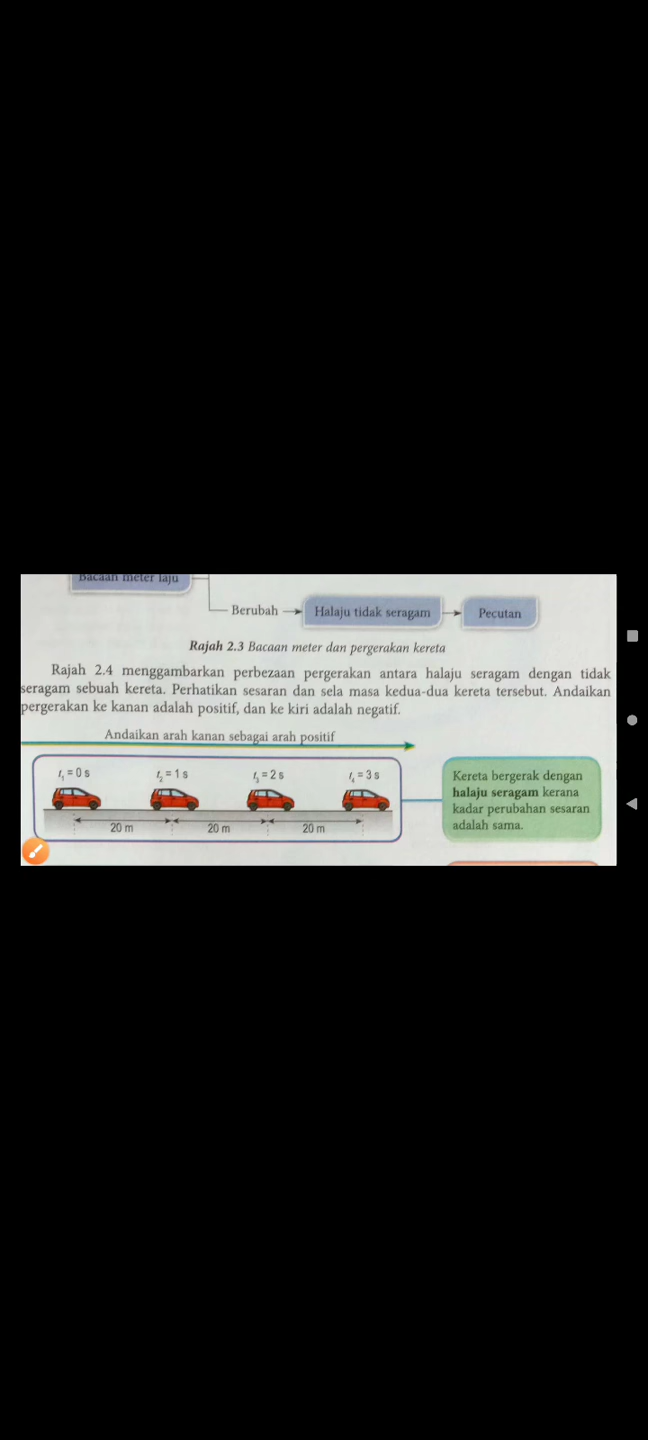 Bacaan meter laju
Berubah
Halaju tidak seragam
Pecutan
Rajah 2.3 Bacaan meter dan pergerakan kereta
Rajah 2.4 menggambarkan perbezaan pergerakan antara halaju seragam dengan tidak
seragam sebuah kereta. Perhatikan sesaran dan sela masa kedua-dua kereta tersebut. Andaikan
pergerakan ke kanan adalah positif, dan ke kiri adalah negatif.
Andaikan arah kanan sebagai arah positif
t₁ = 0 s
t₂ = 1 s
t₃ = 2 s
t₄ = 3 s
20 m
20 m
20 m
Kereta bergerak dengan
halaju seragam kerana
kadar perubahan sesaran
adalah sama.